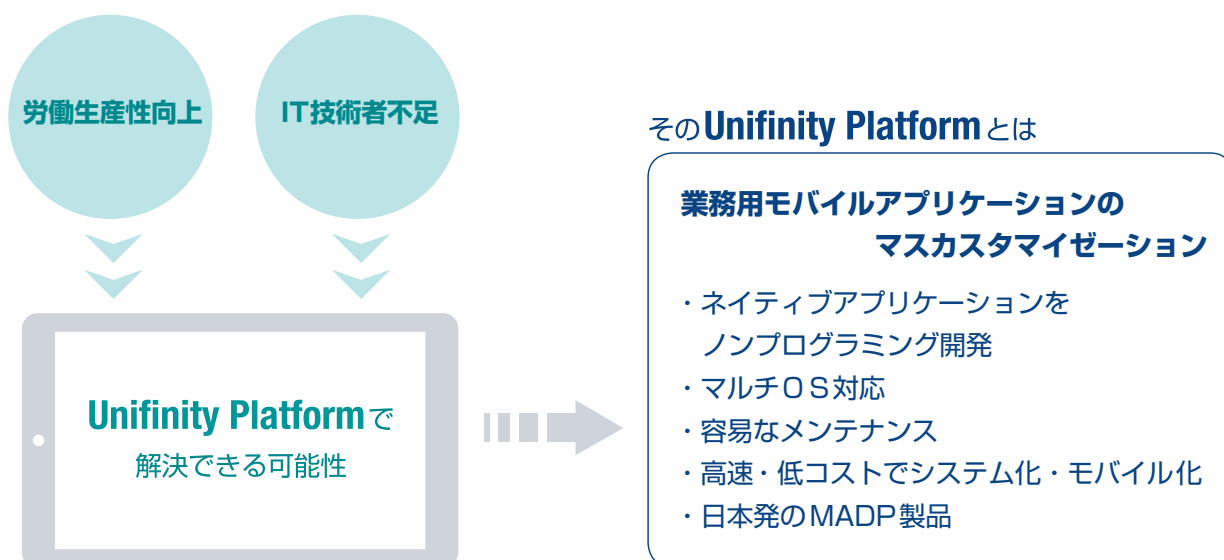 労働生産性向上
IT技術者不足
Unifinity Platformで
解決できる可能性
そのUnifinity Platformとは
業務用モバイルアプリケーションの
マスカスタマイゼーション
・ネイティブアプリケーションを
ノンプログラミング開発
・マルチOS対応
・容易なメンテナンス
・高速・低コストでシステム化・モバイル化
・日本発のMADP製品